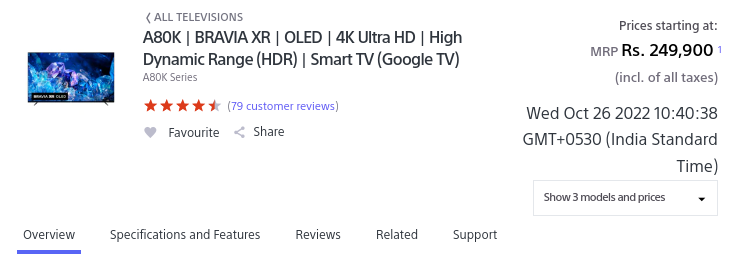 ALL TELEVISIONS
A80K | BRAVIA XR | OLED | 4K Ultra HD | High
Dynamic Range (HDR) | Smart TV (Google TV)
A80K Series
(79 customer reviews)
Favourite Share
BRAVIA XR OLED
Prices starting at:
MRP Rs. 249,900 1
(incl. of all taxes)
Wed Oct 26 2022 10:40:38
GMT+0530 (India Standard
Time)
Show 3 models and prices
Overview Specifications and Features Reviews Related Support